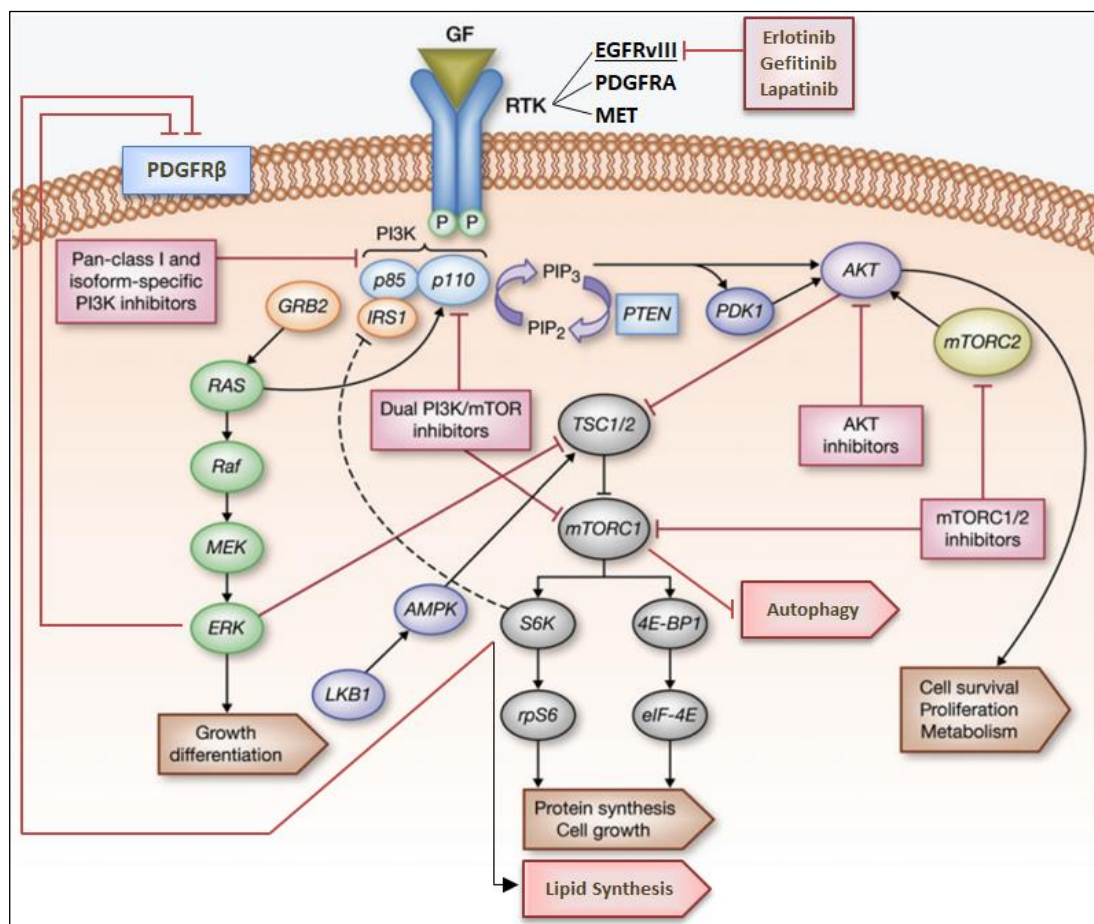 GF
RTK
EGFRvIII
PDGFRA
MET
Erlotinib
Gefitinib
Lapatinib
PDGFRβ
P P
PI3K
Pan-class I and
isoform-specific
PI3K inhibitors
p85
p110
IRS1
GRB2
PIP3
PIP2
PTEN
PDK1
AKT
mTORC2
RAS
Dual PI3K/mTOR
inhibitors
TSC1/2
AKT
inhibitors
Raf
mTORC1
mTORC1/2
inhibitors
MEK
AMPK
S6K
4E-BP1
Autophagy
ERK
LKB1
rpS6
eIF-4E
Cell survival
Proliferation
Metabolism
Growth
differentiation
Protein synthesis
Cell growth
Lipid Synthesis